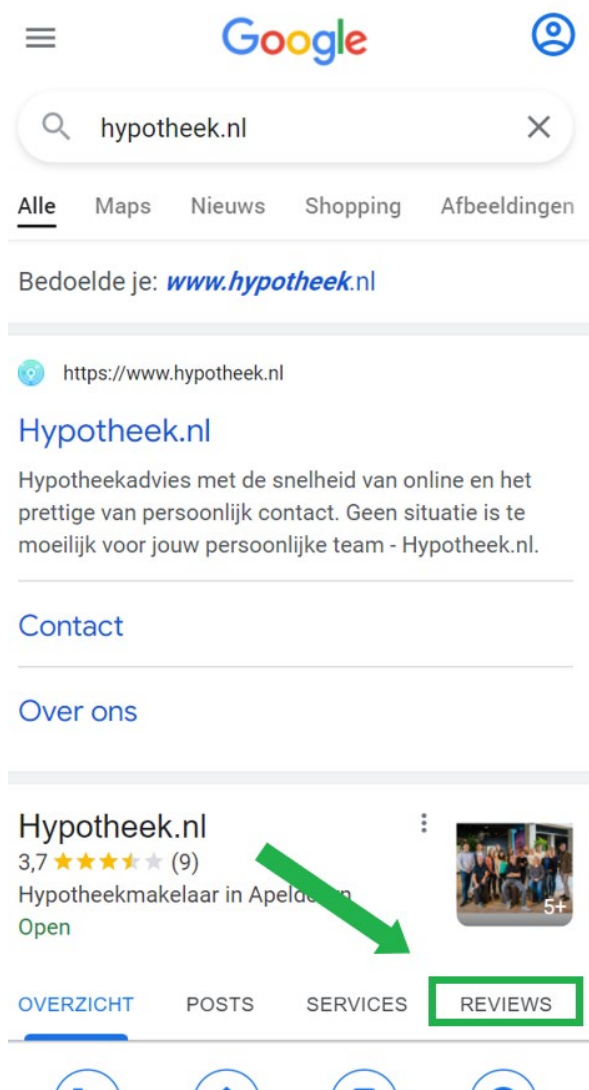 Google
hypotheek.nl
Alle Maps Nieuws Shopping Afbeeldingen
Bedoelde je: www.hypotheek.nl
https://www.hypotheek.nl
Hypotheek.nl
Hypotheekadvies met de snelheid van online en het
prettige van persoonlijk contact. Geen situatie is te
moeilijk voor jouw persoonlijke team - Hypotheek.nl.
Contact
Over ons
Hypotheek.nl
3,7 (9)
Hypotheekmakelaar in Apeldoorn
5+
Open
OVERZICHT POSTS SERVICES REVIEWS